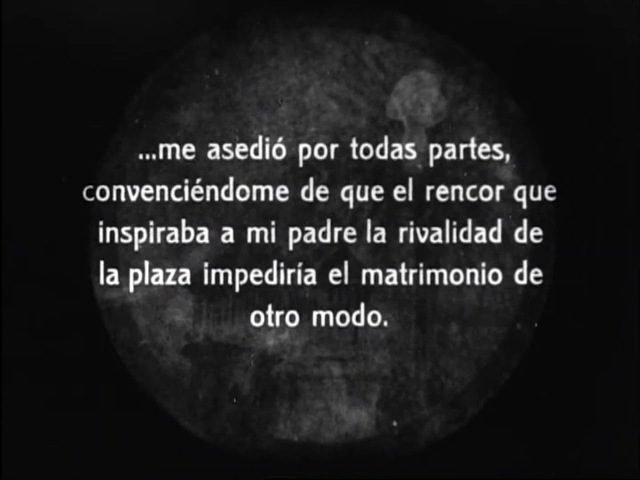 ...me asedió por todas partes,
convenciéndome de que el rencor que
inspiraba a mi padre la rivalidad de
la plaza impediría el matrimonio de
otro modo.